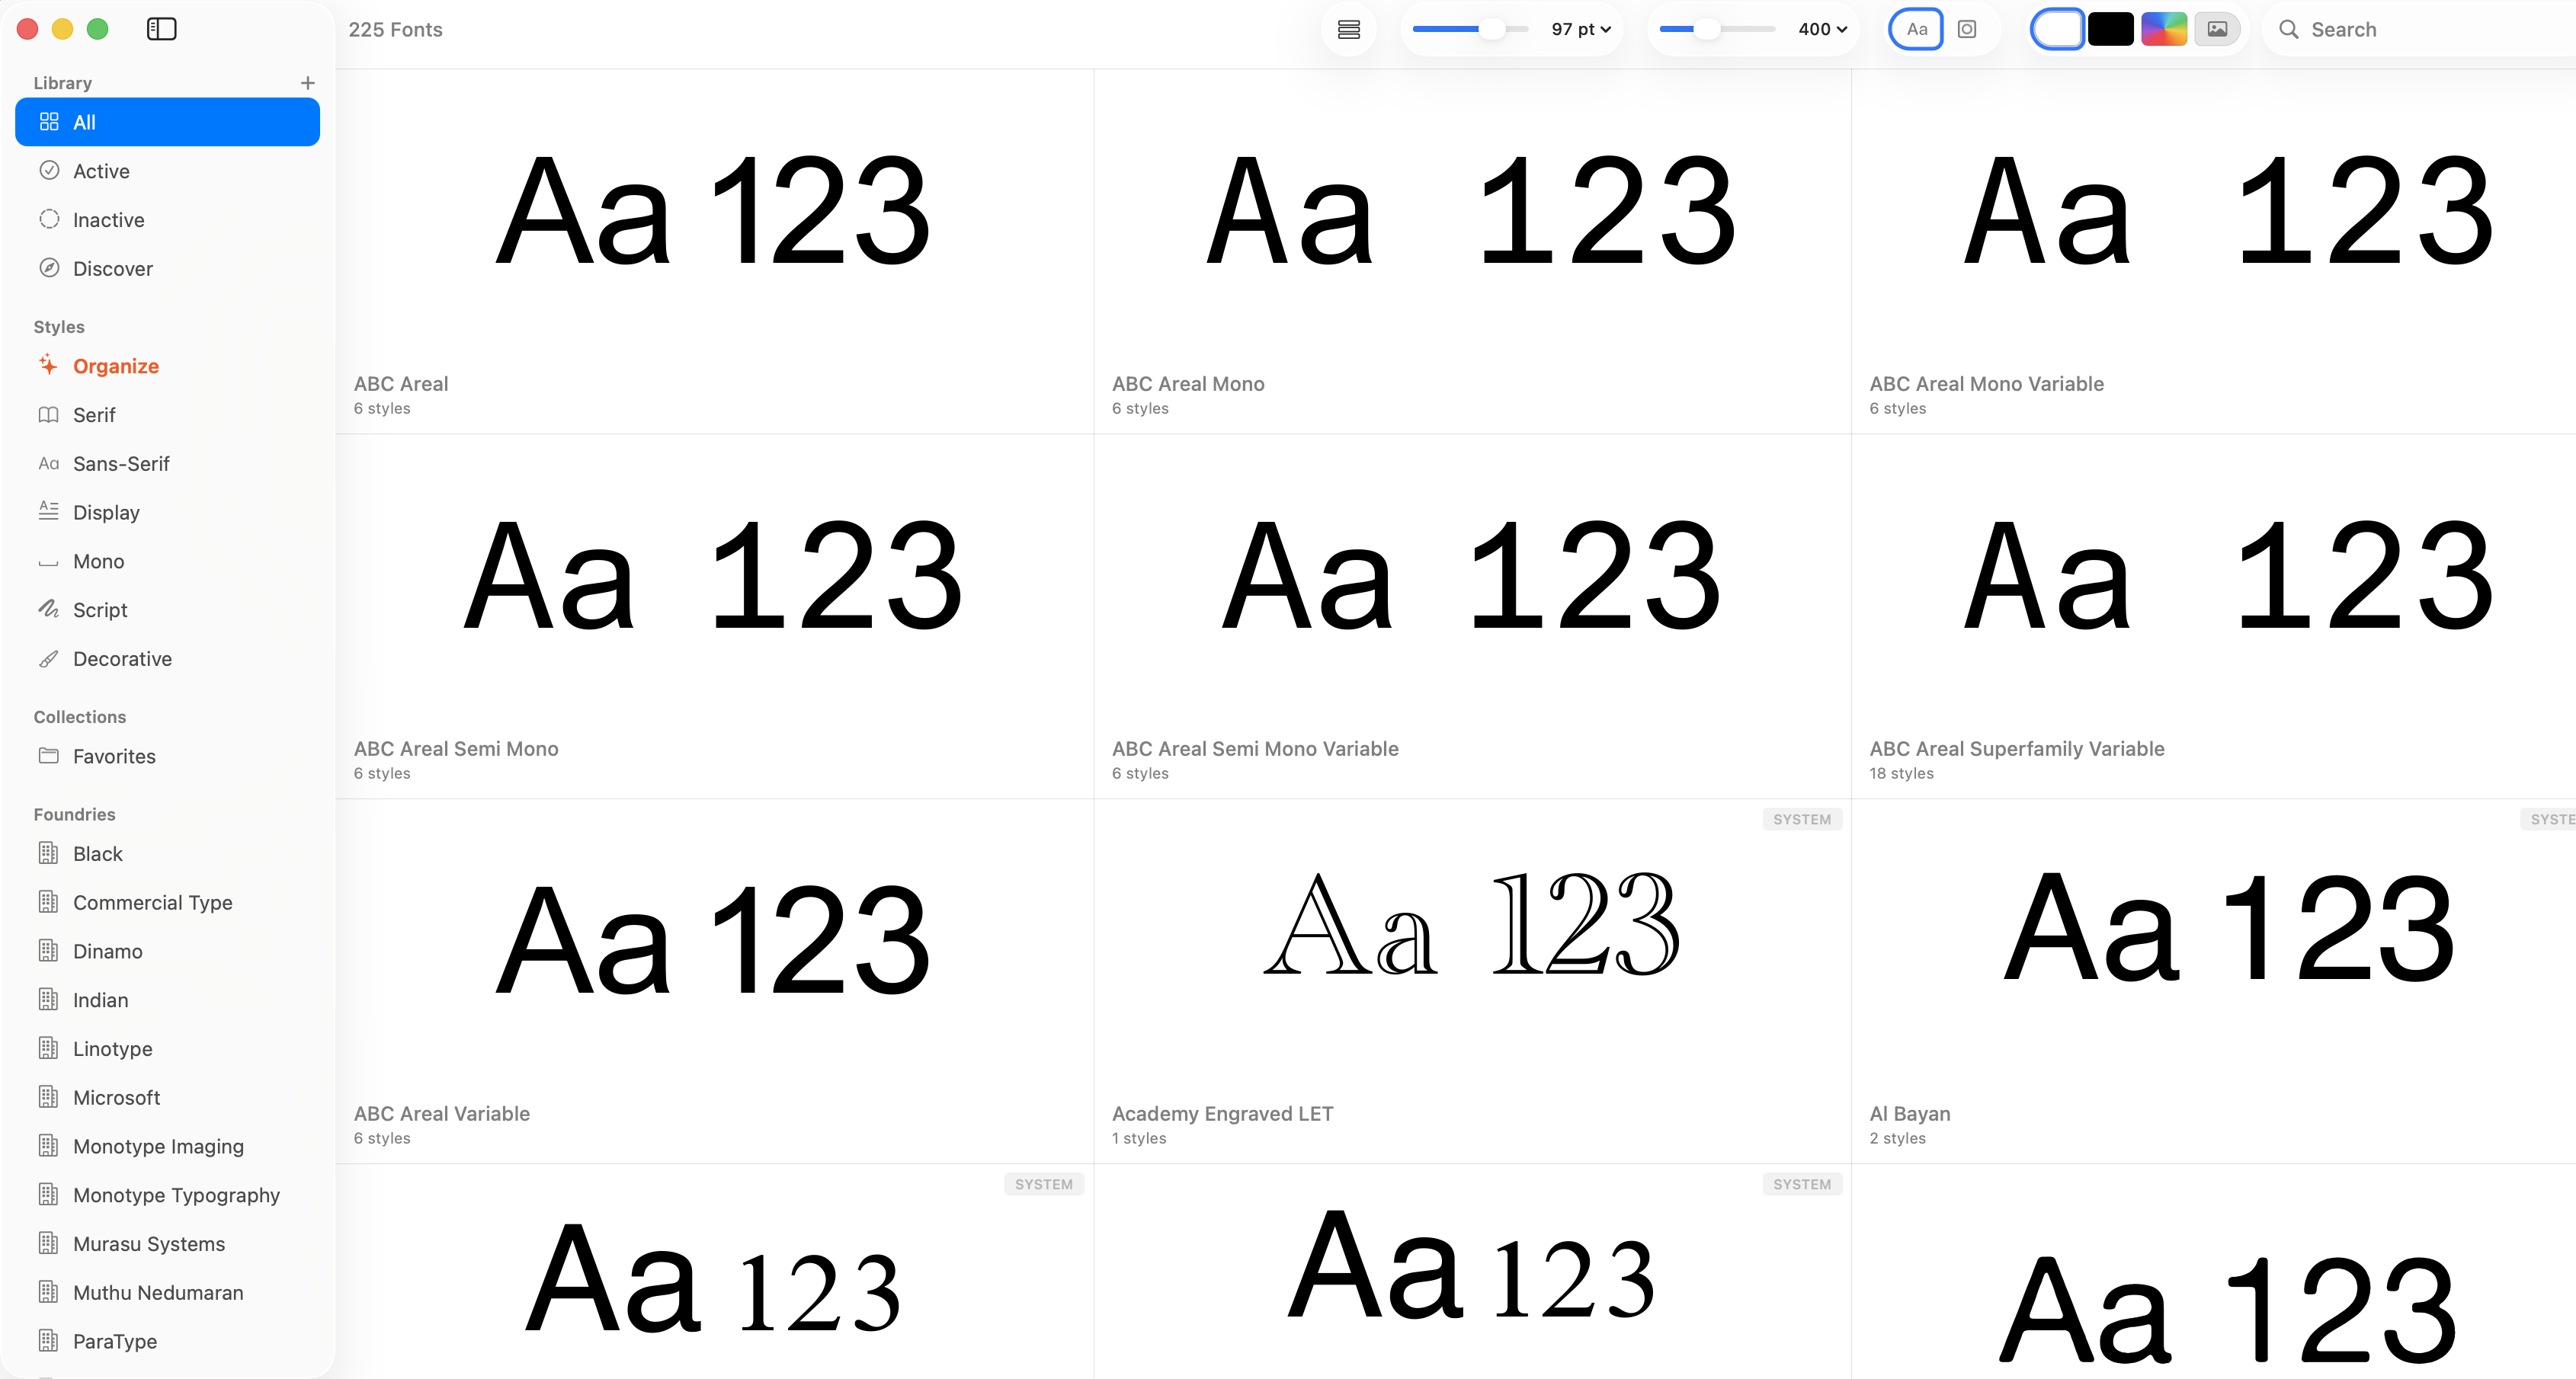 225 Fonts
97 pt
400
Aa
Search
Library
All
Active
Inactive
Discover
Styles
Organize
Serif
Aa Sans-Serif
Display
Mono
Script
Decorative
Collections
Favorites
Foundries
Black
Commercial Type
Dinamo
Indian
Linotype
Microsoft
Monotype Imaging
Monotype Typography
Murasu Systems
Muthu Nedumaran
ParaType
Aa 123
ABC Areal
6 styles
Aa 123
ABC Areal Mono
6 styles
Aa 123
ABC Areal Mono Variable
6 styles
Aa 123
ABC Areal Semi Mono
6 styles
Aa 123
ABC Areal Semi Mono Variable
6 styles
Aa 123
ABC Areal Superfamily Variable
18 styles
Aa 123
ABC Areal Variable
6 styles
SYSTEM
Aa 123
Academy Engraved LET
1 styles
SYSTE
Aa 123
Al Bayan
2 styles
SYSTEM
Aa 123
SYSTEM
Aa 123
Aa 123